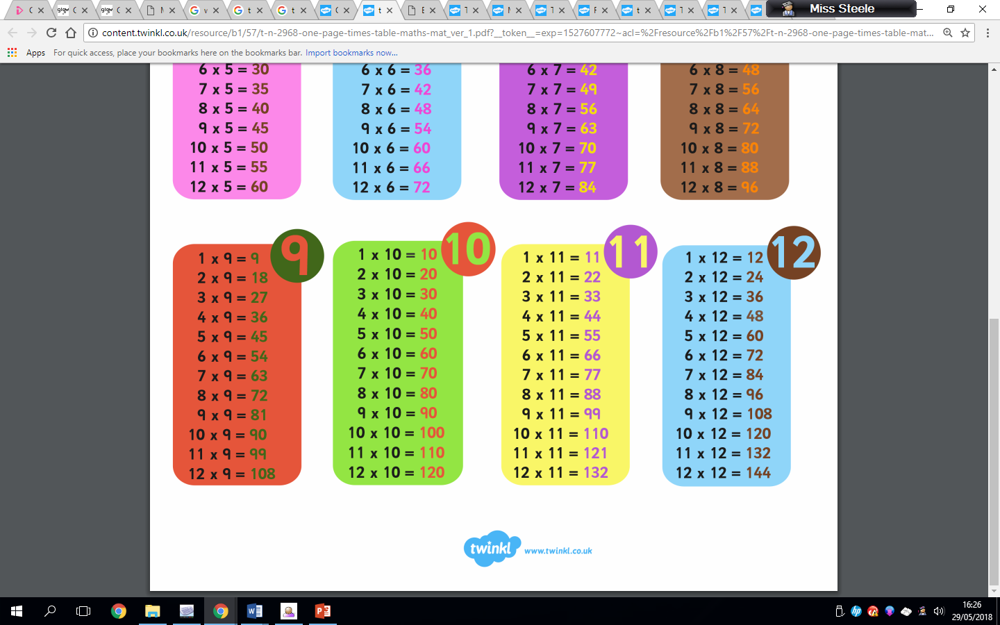 Miss Steele
content.twinkl.co.uk/resource/b1/57/t-n-2968-one-page-times-table-maths-mat_ver_1.pdf?__token__=exp=1527607772~acl=%2Fresource%2Fb1%2F57%2Ft-n-2968-one-page-times-table-mat...
Apps For quick access, place your bookmarks here on the bookmarks bar. Import bookmarks now...
6 x 5 = 30
7 x 5 = 35
8 x 5 = 40
9 x 5 = 45
10 x 5 = 50
11 x 5 = 55
12 x 5 = 60
6 x 6 = 36
7 x 6 = 42
8 x 6 = 48
9 x 6 = 54
10 x 6 = 60
11 x 6 = 66
12 x 6 = 72
6 x 7 = 42
7 x 7 = 49
8 x 7 = 56
9 x 7 = 63
10 x 7 = 70
11 x 7 = 77
12 x 7 = 84
6 x 8 = 48
7 x 8 = 56
8 x 8 = 64
9 x 8 = 72
10 x 8 = 80
11 x 8 = 88
12 x 8 = 96
9
1 x 9 = 9
2 x 9 = 18
3 x 9 = 27
4 x 9 = 36
5 x 9 = 45
6 x 9 = 54
7 x 9 = 63
8 x 9 = 72
9 x 9 = 81
10 x 9 = 90
11 x 9 = 99
12 x 9 = 108
10
1 x 10 = 10
2 x 10 = 20
3 x 10 = 30
4 x 10 = 40
5 x 10 = 50
6 x 10 = 60
7 x 10 = 70
8 x 10 = 80
9 x 10 = 90
10 x 10 = 100
11 x 10 = 110
12 x 10 = 120
11
1 x 11 = 11
2 x 11 = 22
3 x 11 = 33
4 x 11 = 44
5 x 11 = 55
6 x 11 = 66
7 x 11 = 77
8 x 11 = 88
9 x 11 = 99
10 x 11 = 110
11 x 11 = 121
12 x 11 = 132
12
1 x 12 = 12
2 x 12 = 24
3 x 12 = 36
4 x 12 = 48
5 x 12 = 60
6 x 12 = 72
7 x 12 = 84
8 x 12 = 96
9 x 12 = 108
10 x 12 = 120
11 x 12 = 132
12 x 12 = 144
twinkl www.twinkl.co.uk
16:26
29/05/2018